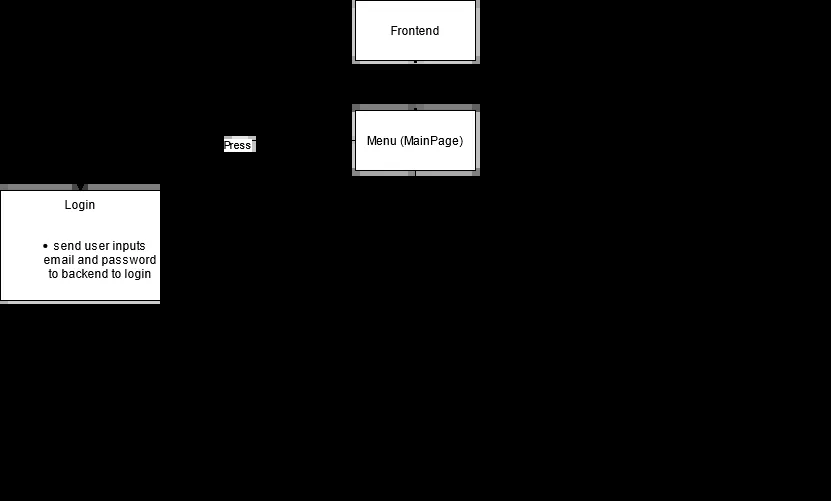 Frontend
Menu (MainPage)
Press
Login
• send user inputs
email and password
to backend to login